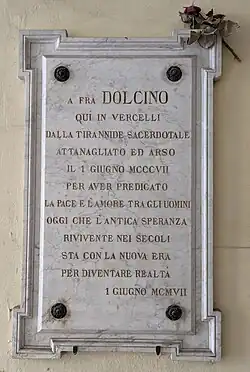 A FRA DOLCINO
QUI IN VERCELLI
DALLA TIRANNIDE SACERDOTALE
ATTANAGLIATO ED ARSO
IL 1 GIUGNO MCCCVII
PER AVER PREDICATO
LA PACE E L'AMORE TRA GLI UOMINI
OGGI CHE L'ANTICA SPERANZA
RIVIVENTE NEI SECOLI
STA CON LA NUOVA ERA
PER DIVENTARE REALTÀ
1 GIUGNO MCMVII